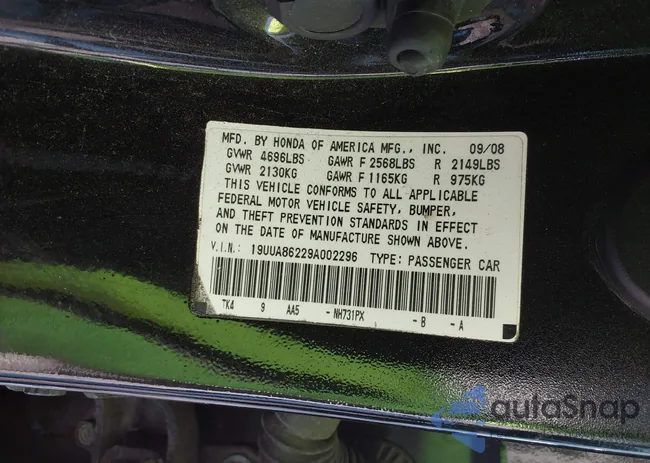 MFD. BY HONDA OF AMERICA MFG., INC. 09/08
GVWR 4696LBS GAWR F 2568LBS R 2149LBS
GVWR 2130KG GAWR F 1165KG R 975KG
THIS VEHICLE CONFORMS TO ALL APPLICABLE
FEDERAL MOTOR VEHICLE SAFETY, BUMPER,
AND THEFT PREVENTION STANDARDS IN EFFECT
ON THE DATE OF MANUFACTURE SHOWN ABOVE.
V.I.N.: 19UUA86229A002296 TYPE: PASSENGER CAR
TK4 9 AA5 - NH731PX - B - A
autaSnap